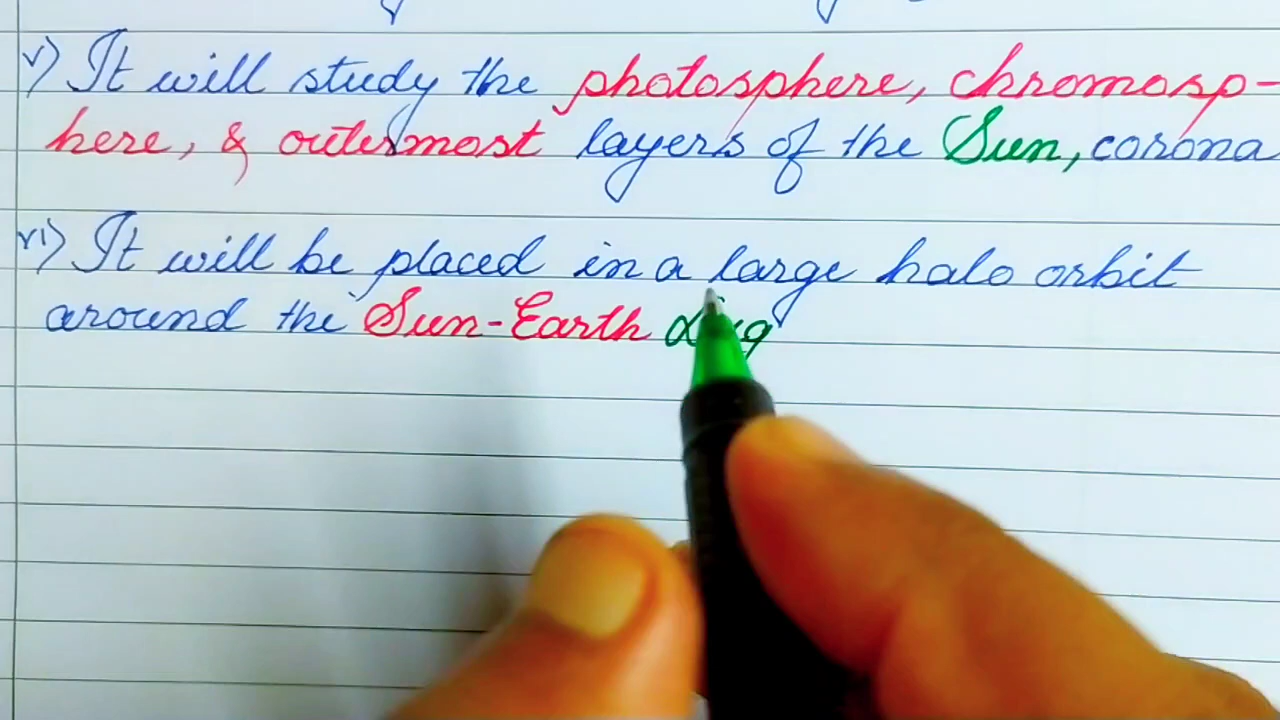 v) It will study the photosphere, chromosp-
here, & outermost layers of the Sun, corona
vi) It will be placed in a large halo orbit
around the Sun-Earth